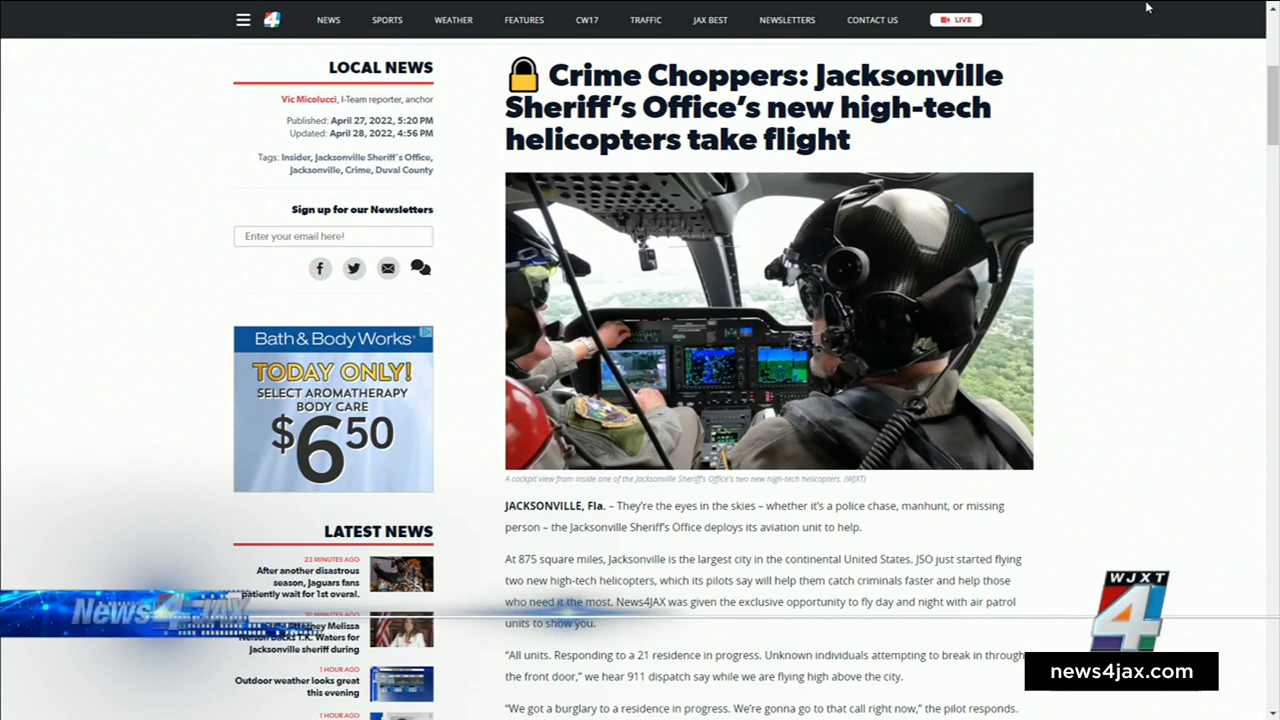 4
NEWS SPORTS WEATHER FEATURES CW17 TRAFFIC JAX BEST NEWSLETTERS CONTACT US LIVE
LOCAL NEWS
Vic Micolucci, I-Team reporter, anchor
Published: April 27, 2022, 5:20 PM
Updated: April 28, 2022, 4:56 PM
Tags: Insider, Jacksonville Sheriff's Office,
Jacksonville, Crime, Duval County
Sign up for our Newsletters
Enter your email here!
Bath & Body Works
TODAY ONLY!
SELECT AROMATHERAPY
BODY CARE
$650
LATEST NEWS
23 MINUTES AGO
After another disastrous
season, Jaguars fans
patiently wait for 1st overal.
30 MINUTES AGO
Attorney Melissa
Nelson backs T.K. Waters for
Jacksonville sheriff during
1 HOUR AGO
Outdoor weather looks great
this evening
1 HOUR AGO
Crime Choppers: Jacksonville
Sheriff's Office's new high-tech
helicopters take flight
A cockpit view from inside one of the Jacksonville Sheriff's Office's two new high-tech helicopters. (WJXT)
JACKSONVILLE, Fla. – They're the eyes in the skies – whether it's a police chase, manhunt, or missing
person – the Jacksonville Sheriff's Office deploys its aviation unit to help.
At 875 square miles, Jacksonville is the largest city in the continental United States. JSO just started flying
two new high-tech helicopters, which its pilots say will help them catch criminals faster and help those
who need it the most. News4JAX was given the exclusive opportunity to fly day and night with air patrol
units to show you.
"All units. Responding to a 21 residence in progress. Unknown individuals attempting to break in through
the front door," we hear 911 dispatch say while we are flying high above the city.
"We got a burglary to a residence in progress. We're gonna go to that call right now," the pilot responds.
News4JAX
WJXT
4
news4jax.com